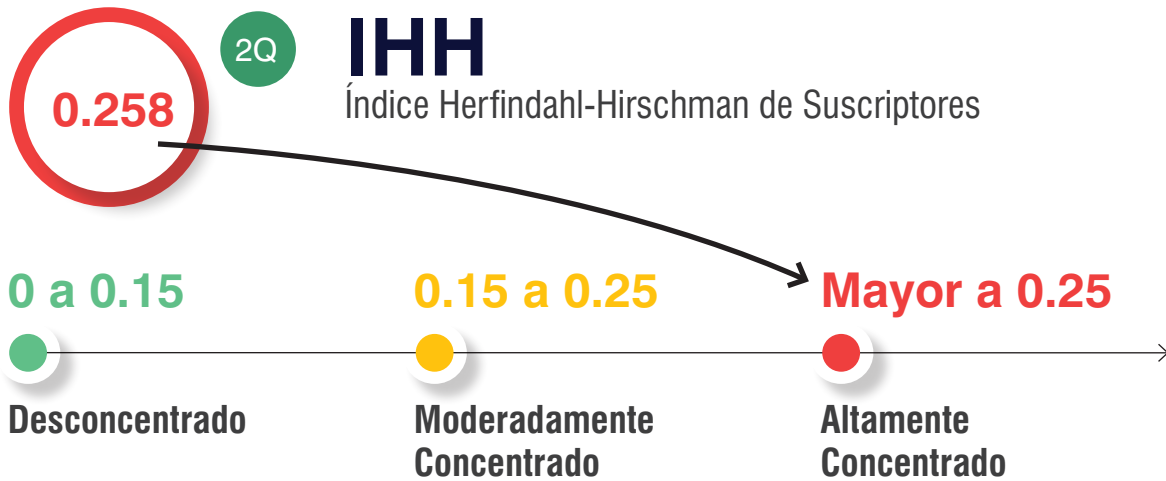 0.258
2Q
IHH
Índice Herfindahl-Hirschman de Suscriptores
0 a 0.15
0.15 a 0.25
Mayor a 0.25
Desconcentrado
Moderadamente
Concentrado
Altamente
Concentrado